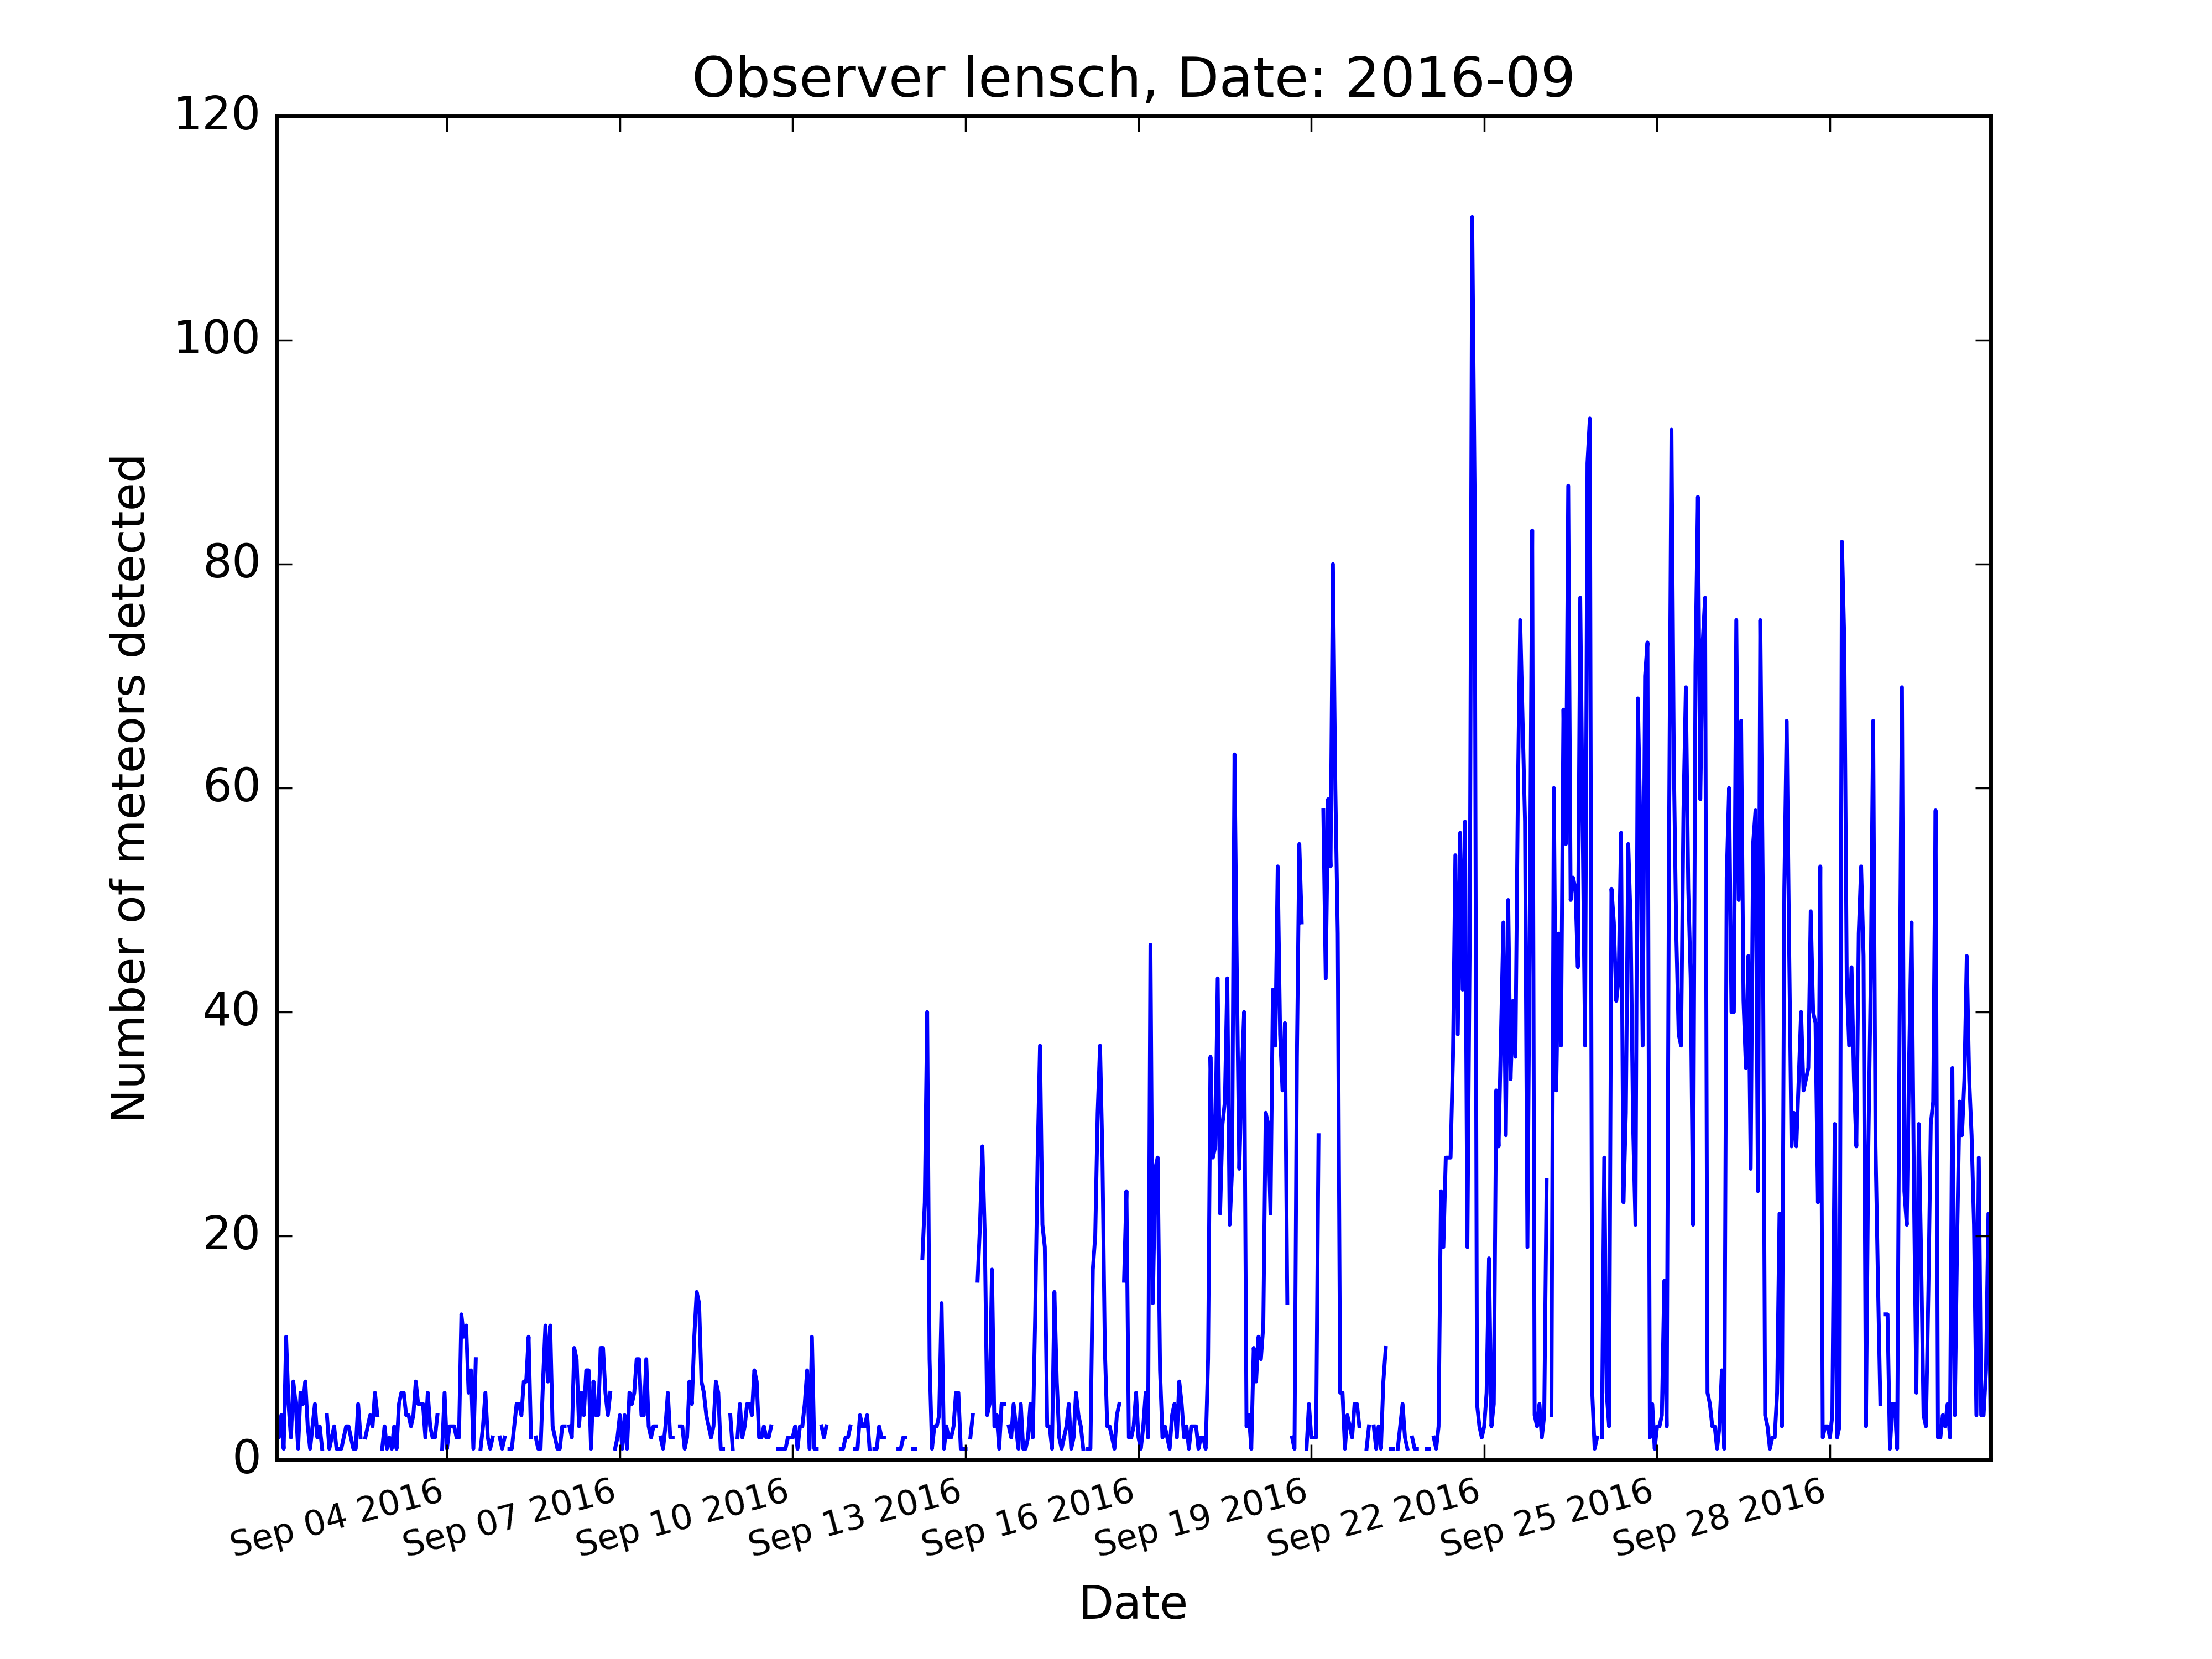 Observer lensch, Date: 2016-09
120
100
80
60
40
20
0
Number of meteors detected
Sep 04 2016
Sep 07 2016
Sep 10 2016
Sep 13 2016
Sep 16 2016
Sep 19 2016
Sep 22 2016
Sep 25 2016
Sep 28 2016
Date